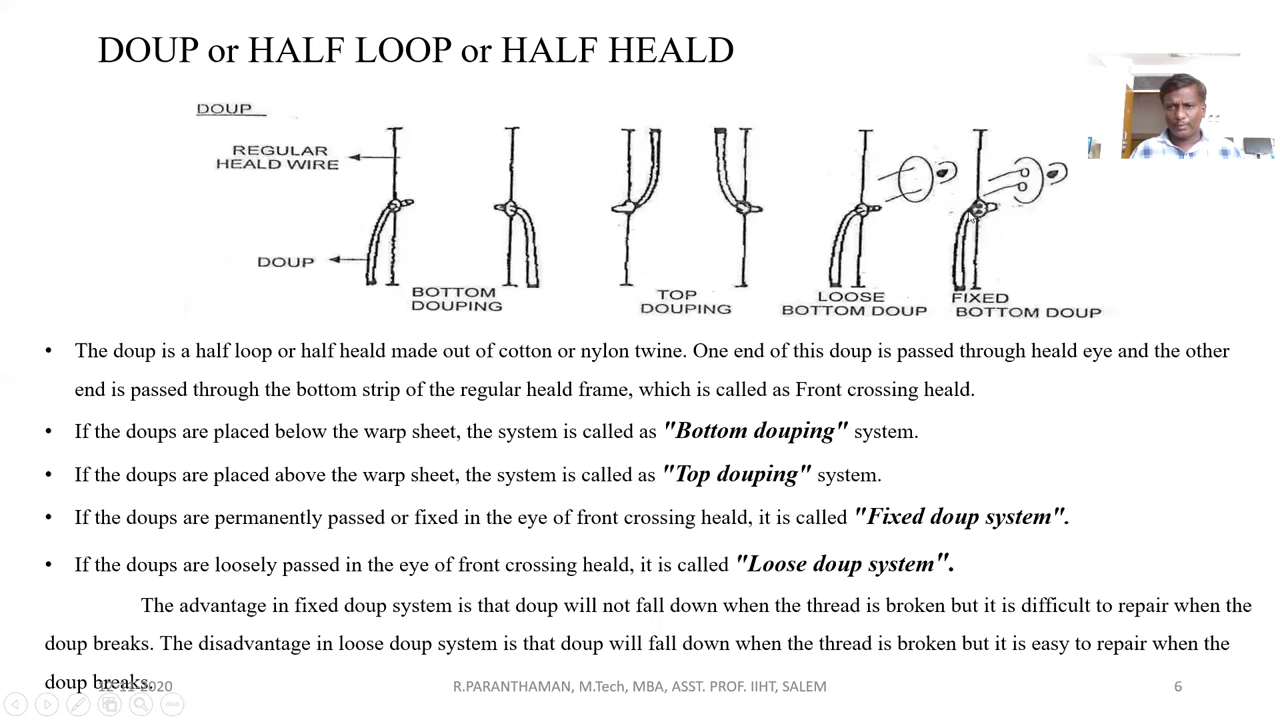 DOUP or HALF LOOP or HALF HEALD
DOUP
REGULAR
HEALD WIRE
DOUP
BOTTOM
DOUPING
TOP
DOUPING
LOOSE
BOTTOM DOUP
FIXED
BOTTOM DOUP
• The doup is a half loop or half heald made out of cotton or nylon twine. One end of this doup is passed through heald eye and the other
end is passed through the bottom strip of the regular heald frame, which is called as Front crossing heald.
• If the doups are placed below the warp sheet, the system is called as "Bottom douping" system.
• If the doups are placed above the warp sheet, the system is called as "Top douping" system.
• If the doups are permanently passed or fixed in the eye of front crossing heald, it is called "Fixed doup system".
• If the doups are loosely passed in the eye of front crossing heald, it is called "Loose doup system".
The advantage in fixed doup system is that doup will not fall down when the thread is broken but it is difficult to repair when the
doup breaks. The disadvantage in loose doup system is that doup will fall down when the thread is broken but it is easy to repair when the
doup breaks.
12-11-2020
R.PARANTHAMAN, M.Tech, MBA, ASST. PROF. IIHT, SALEM
6